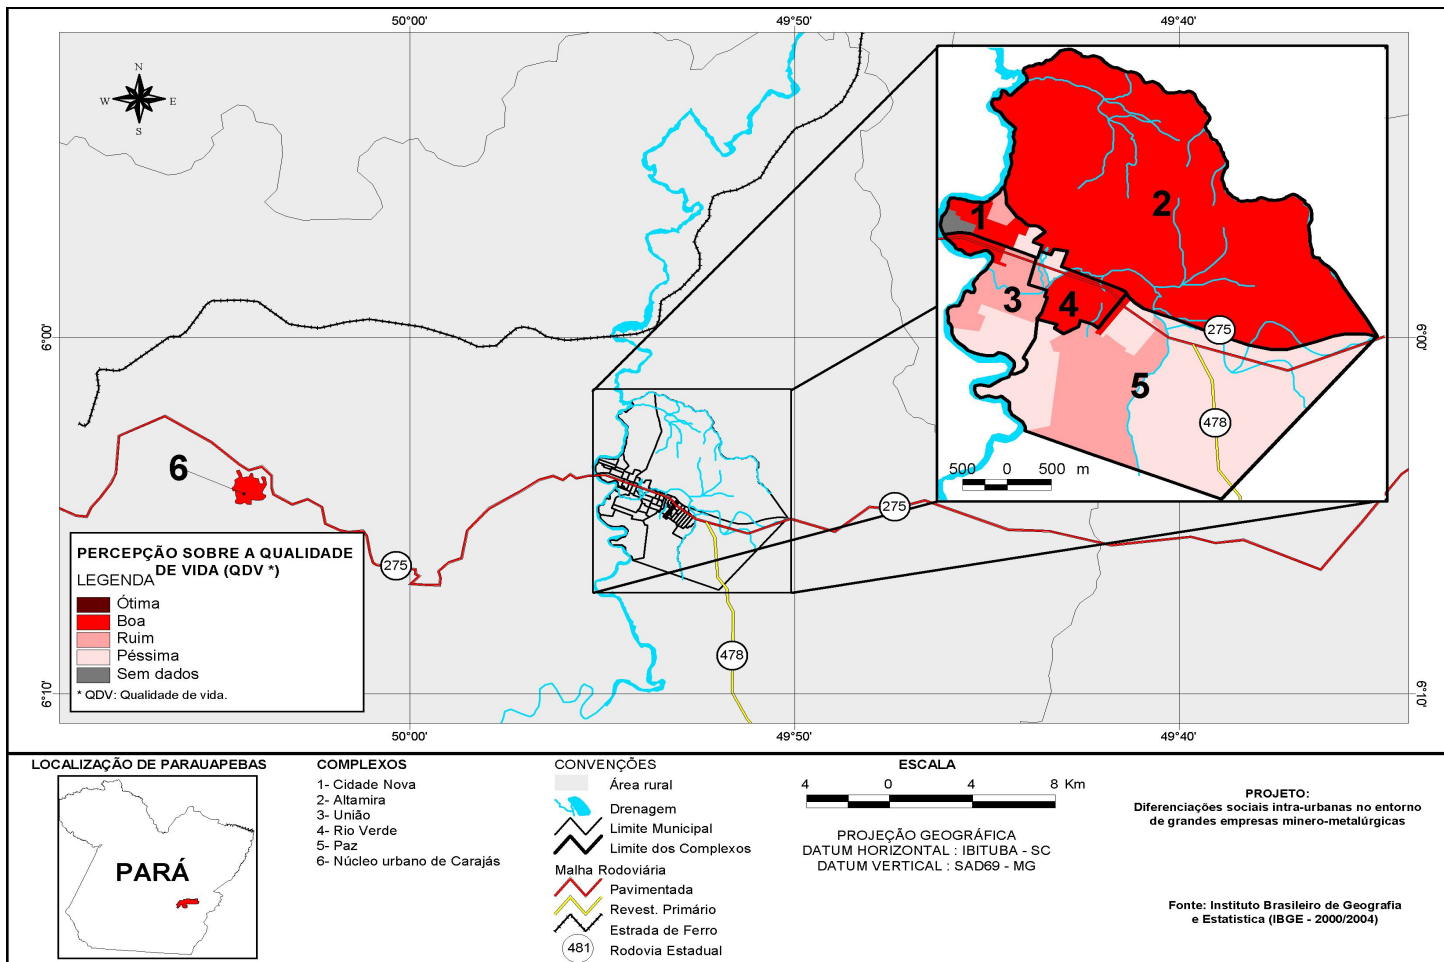 50°00'
49°50'
49°40'
N
W E
S
1
2
3
4
5
275
478
500 0 500 m
6°00'
6°00'
6
275
275
478
PERCEPÇÃO SOBRE A QUALIDADE
DE VIDA (QDV *)
LEGENDA
Ótima
Boa
Ruim
Péssima
Sem dados
* QDV: Qualidade de vida.
6°10'
6°10'
50°00'
49°50'
49°40'
LOCALIZAÇÃO DE PARAUAPEBAS
PARÁ
COMPLEXOS
1- Cidade Nova
2- Altamira
3- União
4- Rio Verde
5- Paz
6- Núcleo urbano de Carajás
CONVENÇÕES
Área rural
Drenagem
Limite Municipal
Limite dos Complexos
Malha Rodoviária
Pavimentada
Revest. Primário
Estrada de Ferro
481 Rodovia Estadual
ESCALA
4 0 4 8 Km
PROJEÇÃO GEOGRÁFICA
DATUM HORIZONTAL : IBITUBA - SC
DATUM VERTICAL : SAD69 - MG
PROJETO:
Diferenciações sociais intra-urbanas no entorno
de grandes empresas minero-metalúrgicas
Fonte: Instituto Brasileiro de Geografia
e Estatistica (IBGE - 2000/2004)